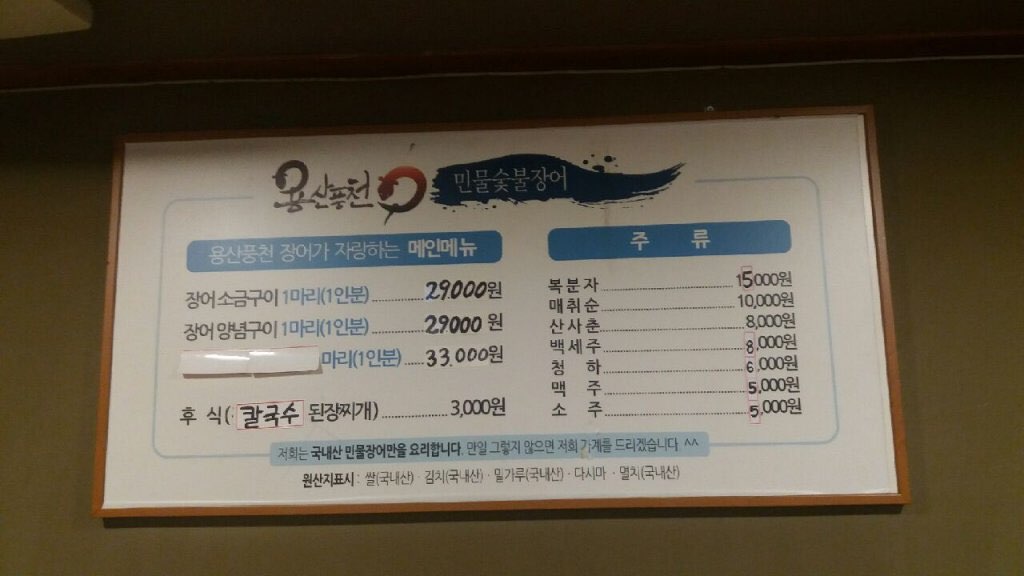 용산풍천 민물숯불장어
용산풍천 장어가 자랑하는 메인메뉴
장어 소금구이 1마리(1인분) 29.000원
장어 양념구이 1마리(1인분) 29000 원
마리(1인분) 33.000원
후 식(칼국수 된장찌개) 3,000원
주 류
복분자 15,000원
매취순 10,000원
산사춘 8,000원
백세주 8,000원
청 하 6,000원
맥 주 5,000원
소 주 5,000원
저희는 국내산 민물장어만을 요리합니다. 만일 그렇지 않으면 저희 가게를 드리겠습니다. ^^
원산지표시 : 쌀(국내산) · 김치(국내산) · 밀가루(국내산) · 다시마 · 멸치(국내산)